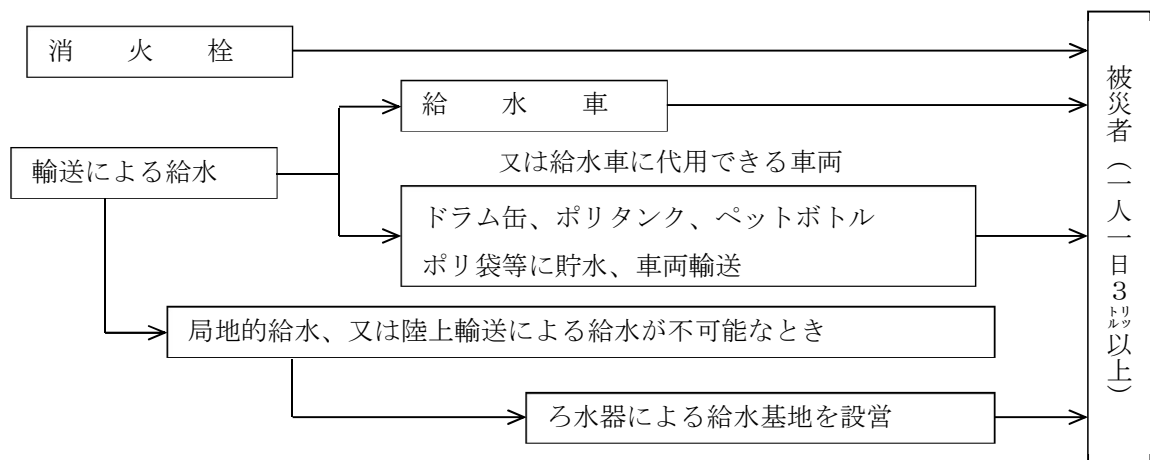 消火栓
給水車
輸送による給水
又は給水車に代用できる車両
ドラム缶、ポリタンク、ペットボトル
ポリ袋等に貯水、車両輸送
局地的給水、又は陸上輸送による給水が不可能なとき
ろ水器による給水基地を設営
被災者(一人一日3リットル以上)